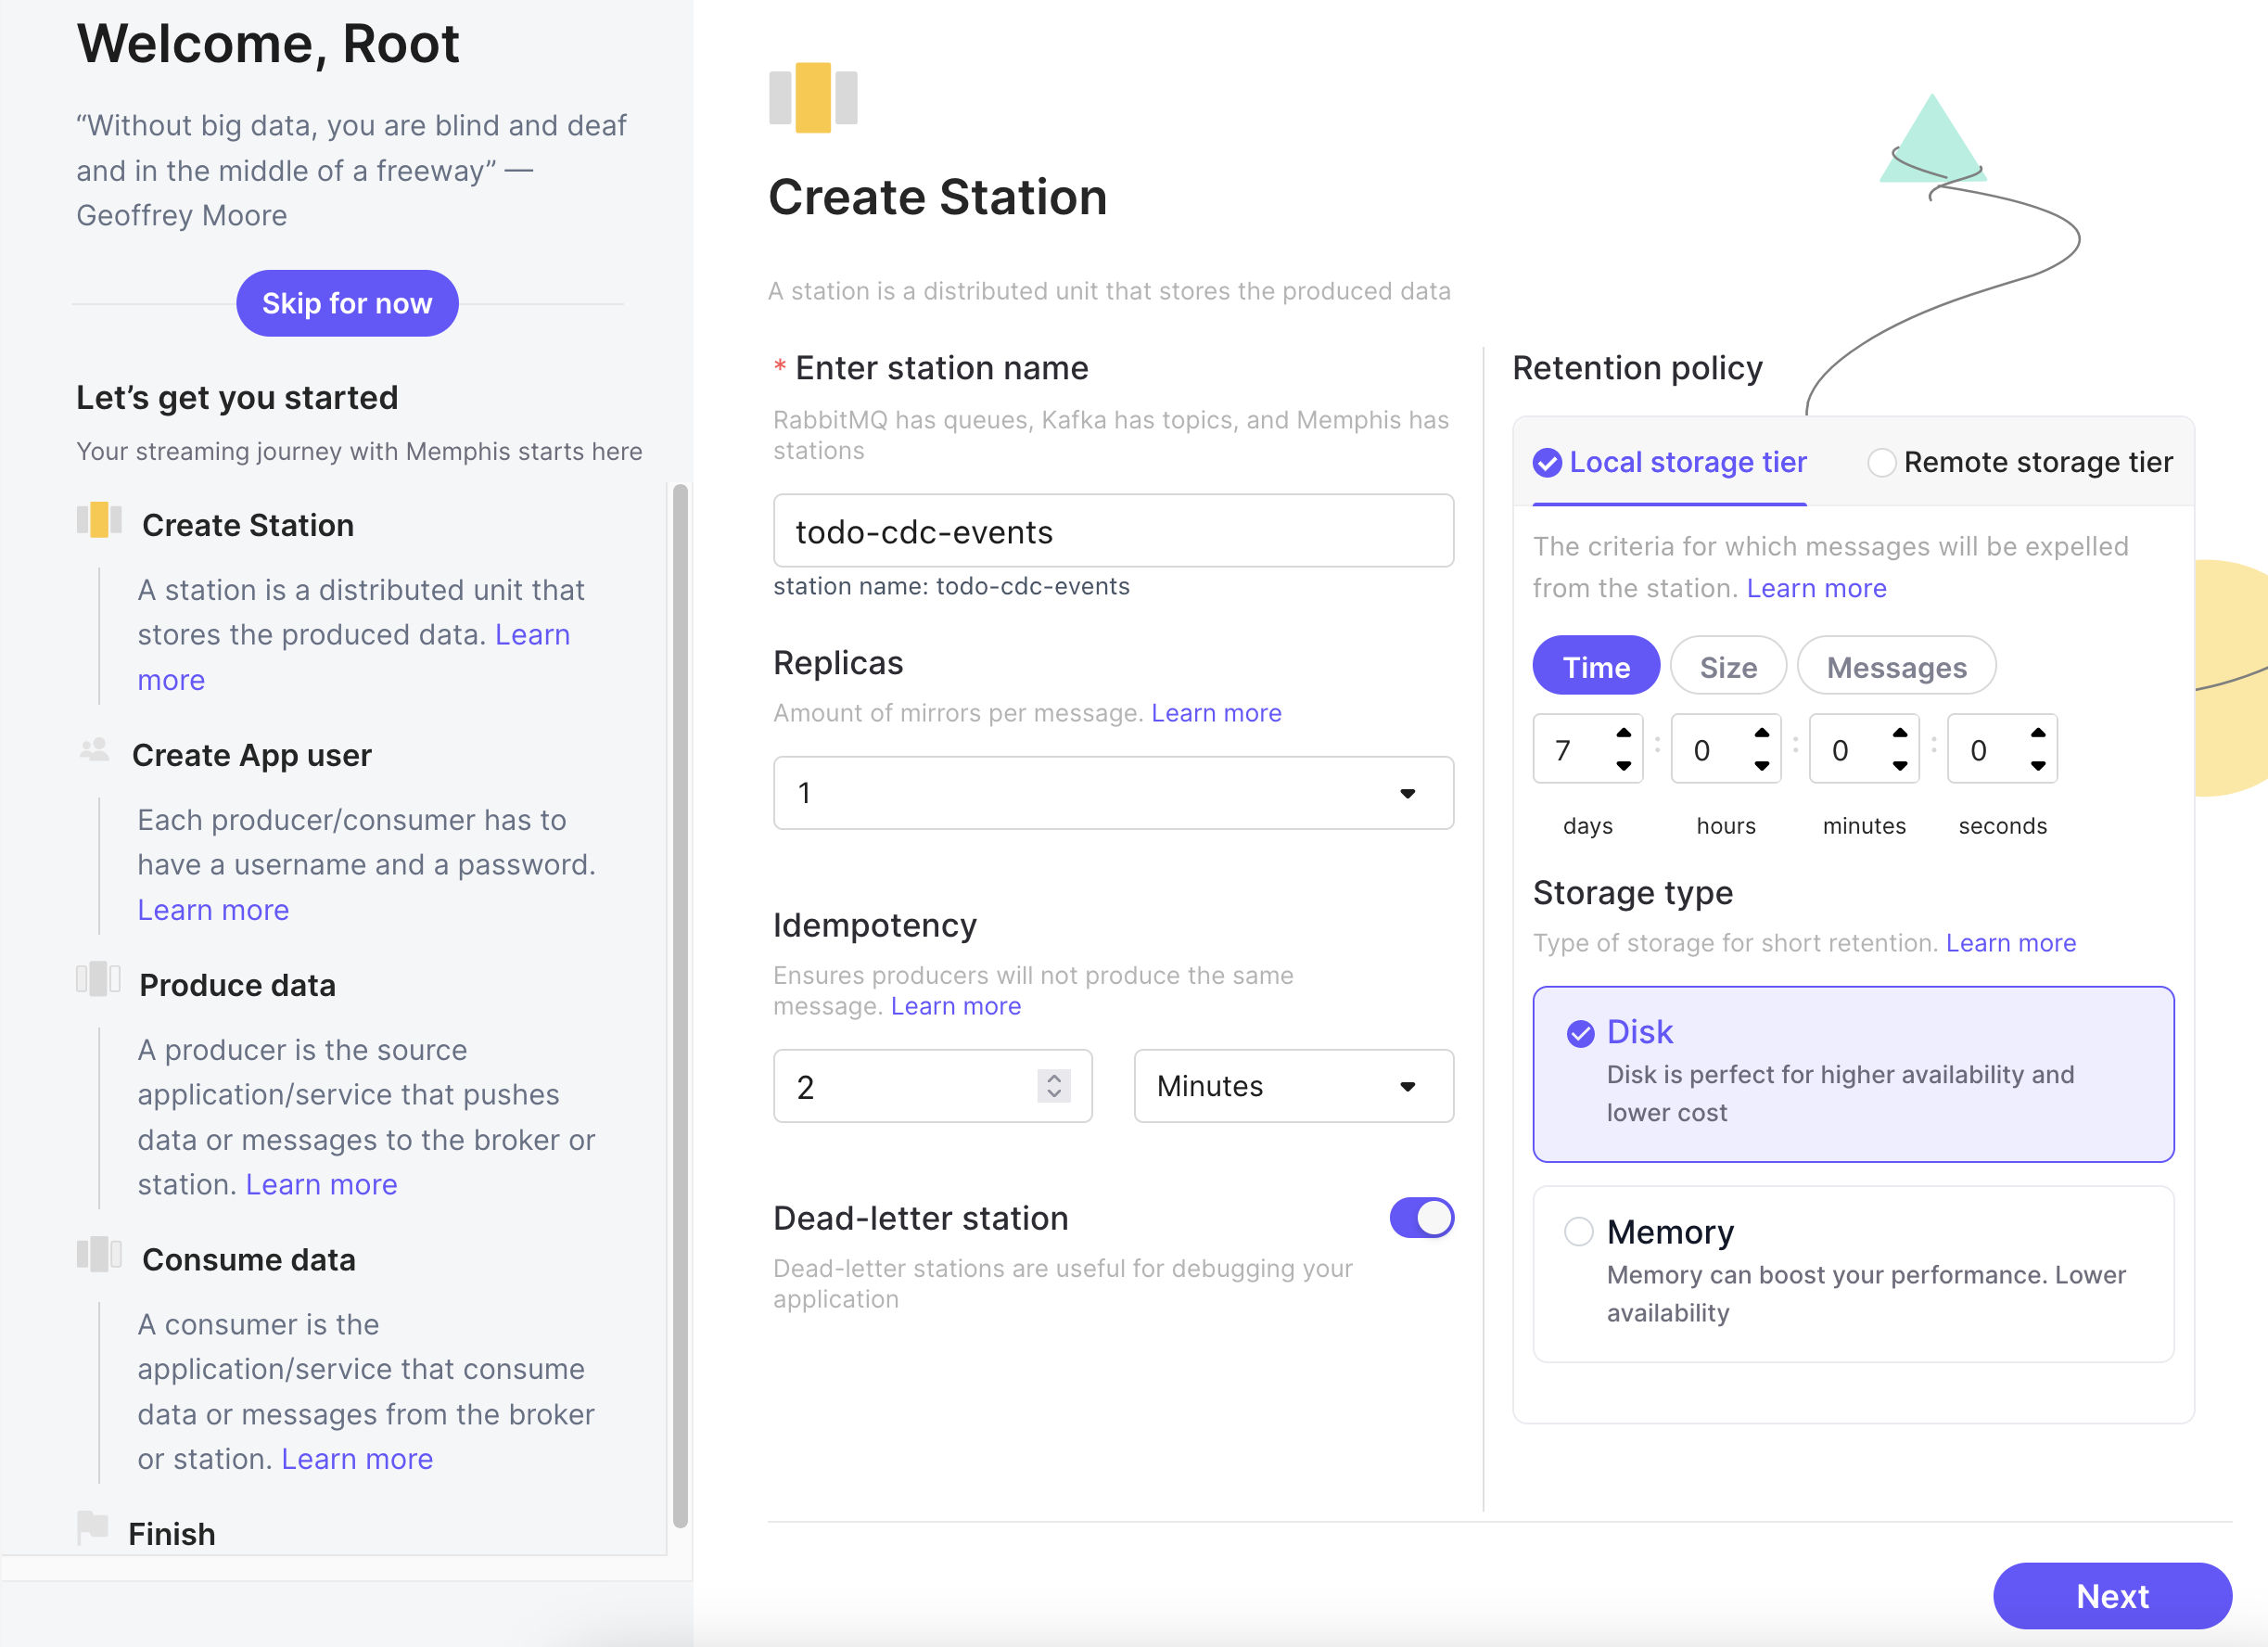 Welcome, Root
“Without big data, you are blind and deaf
and in the middle of a freeway” —
Geoffrey Moore
Skip for now
Let’s get you started
Your streaming journey with Memphis starts here
Create Station
A station is a distributed unit that
stores the produced data. Learn
more
Create App user
Each producer/consumer has to
have a username and a password.
Learn more
Produce data
A producer is the source
application/service that pushes
data or messages to the broker or
station. Learn more
Consume data
A consumer is the
application/service that consume
data or messages from the broker
or station. Learn more
Finish
Create Station
A station is a distributed unit that stores the produced data
* Enter station name
RabbitMQ has queues, Kafka has topics, and Memphis has
stations
todo-cdc-events
station name: todo-cdc-events
Replicas
Amount of mirrors per message. Learn more
1
Idempotency
Ensures producers will not produce the same
message. Learn more
2 Minutes
Dead-letter station
Dead-letter stations are useful for debugging your
application
Retention policy
Local storage tier Remote storage tier
The criteria for which messages will be expelled
from the station. Learn more
Time Size Messages
7 : 0 : 0 : 0
days hours minutes seconds
Storage type
Type of storage for short retention. Learn more
Disk
Disk is perfect for higher availability and
lower cost
Memory
Memory can boost your performance. Lower
availability
Next